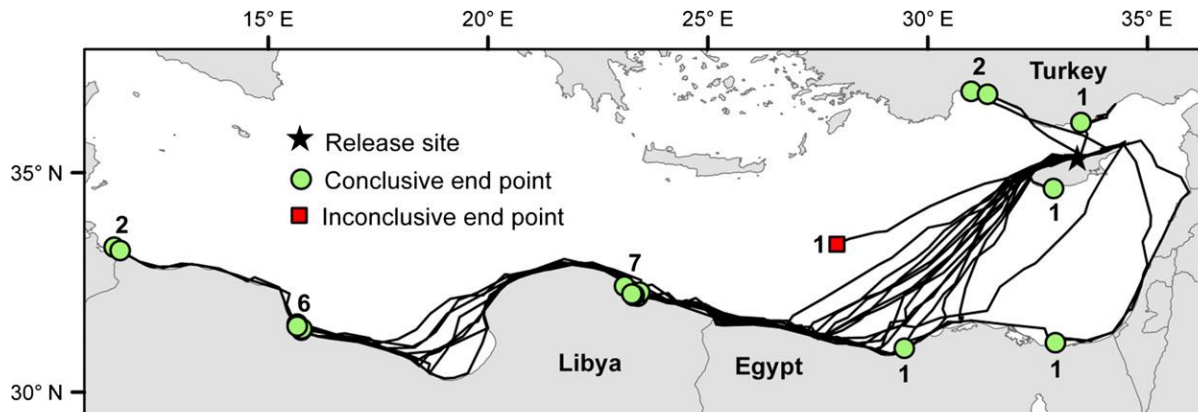 15° E 20° E 25° E 30° E 35° E
2 Turkey
1
Release site
35° N
Conclusive end point
1
Inconclusive end point
2
1
7
6
Libya Egypt
1 1
30° N